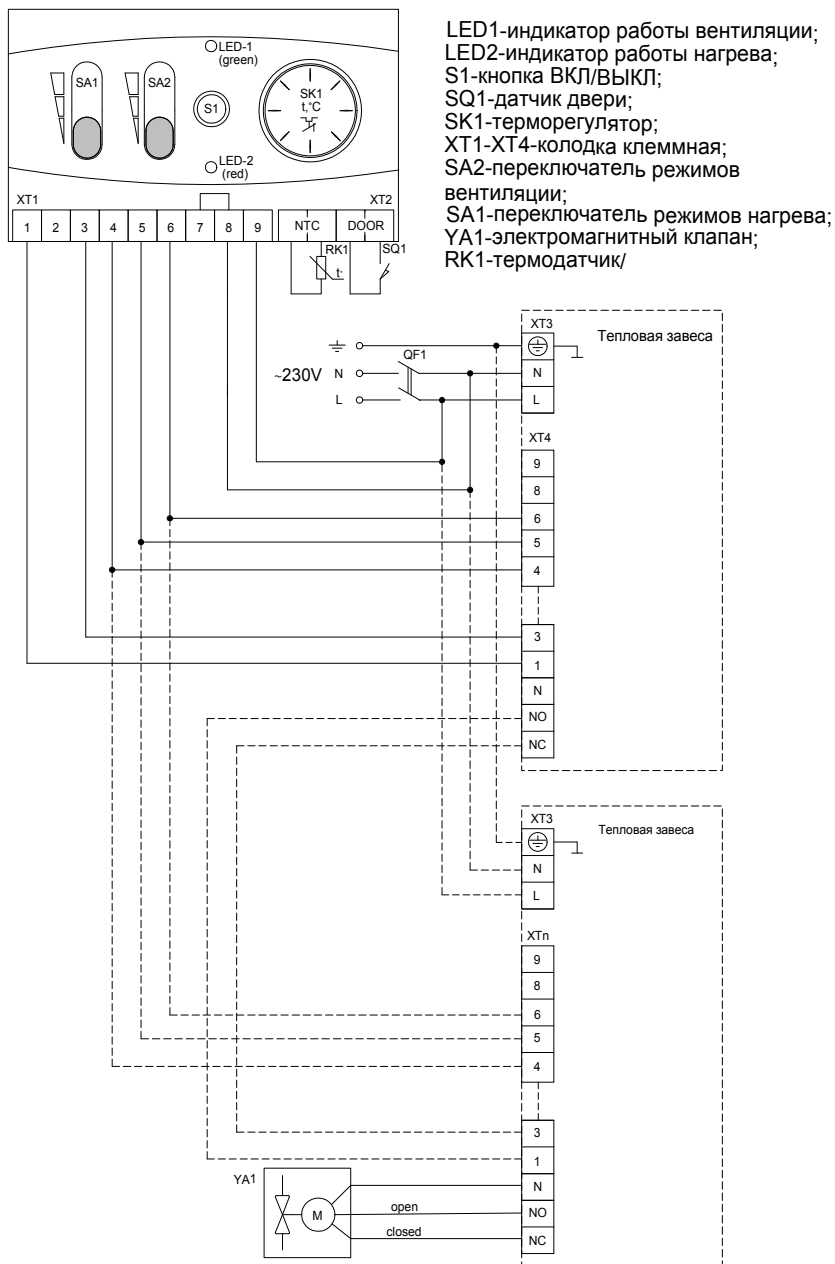 LED-1
(green)
SA1
SA2
S1
SK1
t,°C
LED-2
(red)
XT1
XT2
1 2 3 4 5 6 7 8 9 NTC DOOR
RK1
SQ1
t°
LED1-индикатор работы вентиляции;
LED2-индикатор работы нагрева;
S1-кнопка ВКЛ/ВЫКЛ;
SQ1-датчик двери;
SK1-терморегулятор;
XT1-XT4-колодка клеммная;
SA2-переключатель режимов
вентиляции;
SA1-переключатель режимов нагрева;
YA1-электромагнитный клапан;
RK1-термодатчик/
~230V
N
L
QF1
XT3
Тепловая завеса
N
L
XT4
9
8
6
5
4
3
1
N
NO
NC
XT3
Тепловая завеса
N
L
XTn
9
8
6
5
4
3
1
N
NO
NC
YA1
M
open
closed